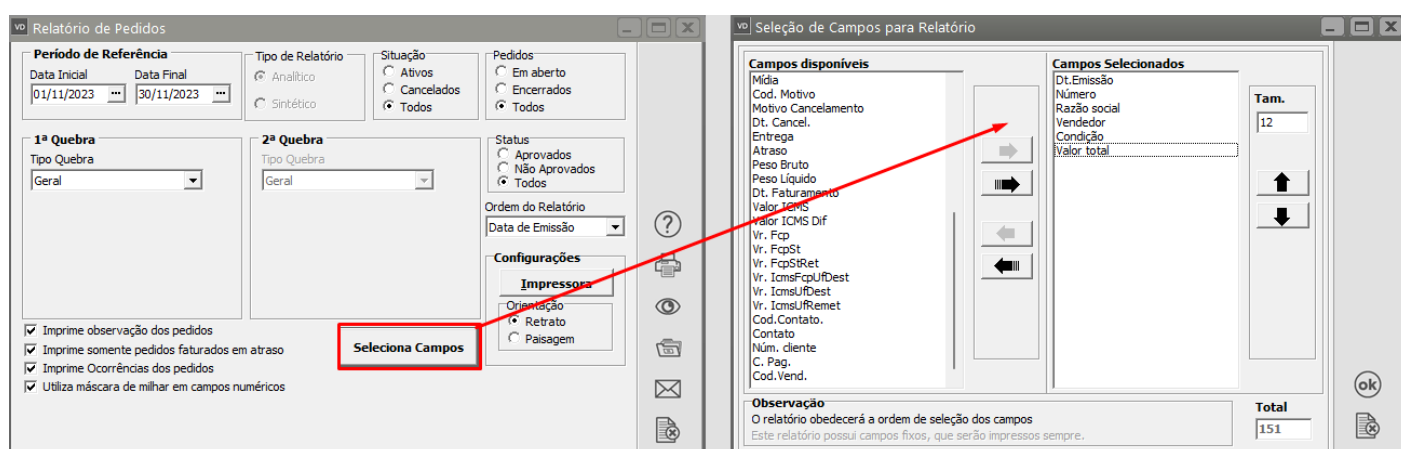 VD Relatório de Pedidos
Período de Referência
Data Inicial Data Final
01/11/2023 ... 30/11/2023 ...
Tipo de Relatório
Analítico
Sintético
Situação
Ativos
Cancelados
Todos
Pedidos
Em aberto
Encerrados
Todos
1ª Quebra
Tipo Quebra
Geral
2ª Quebra
Tipo Quebra
Geral
Status
Aprovados
Não Aprovados
Todos
Ordem do Relatório
Data de Emissão
Configurações
Impressora
Orientação
Retrato
Paisagem
Imprime observação dos pedidos
Imprime somente pedidos faturados em atraso
Imprime Ocorrências dos pedidos
Utiliza máscara de milhar em campos numéricos
Seleciona Campos
VD Seleção de Campos para Relatório
Campos disponíveis
Mídia
Cod. Motivo
Motivo Cancelamento
Dt. Cancel.
Entrega
Atraso
Peso Bruto
Peso Líquido
Dt. Faturamento
Valor ICMS
Valor ICMS Dif
Vr. Fcp
Vr. FcpSt
Vr. FcpStRet
Vr. IcmsFcpUfDest
Vr. IcmsUfDest
Vr. IcmsUfRemet
Cod.Contato.
Contato
Núm. cliente
C. Pag.
Cod.Vend.
Campos Selecionados
Dt.Emissão
Número
Razão social
Vendedor
Condição
Valor total
Tam.
12
Observação
O relatório obedecerá a ordem de seleção dos campos
Este relatório possui campos fixos, que serão impressos sempre.
Total
151
ok